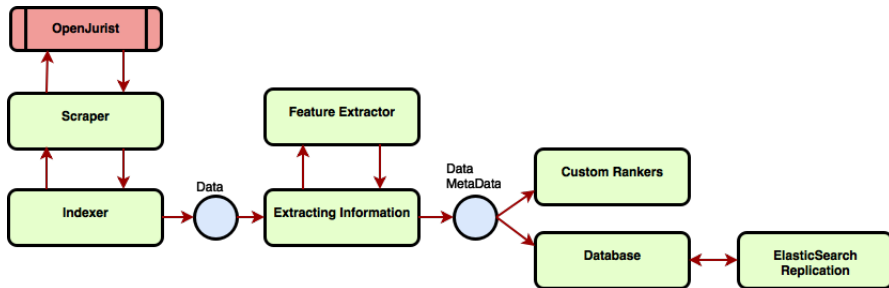 OpenJurist
Scraper
Feature Extractor
Data
MetaData
Custom Rankers
Data
Indexer
Extracting Information
Database
ElasticSearch
Replication